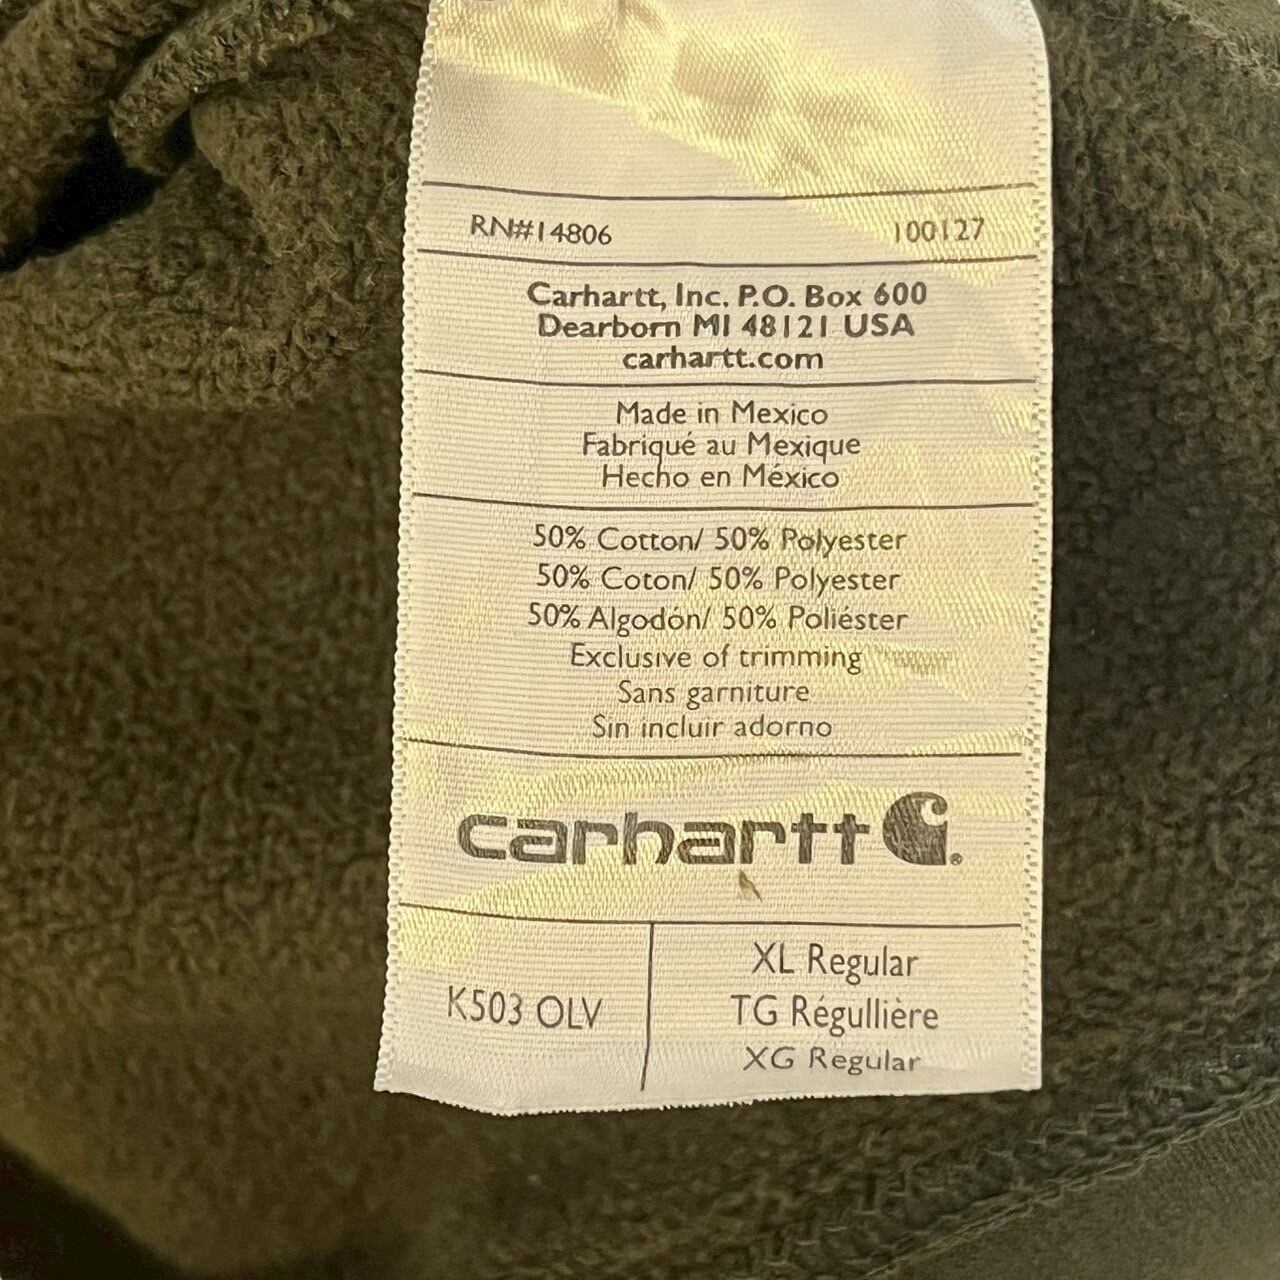 RN#14806 100127
Carhartt, Inc. P.O. Box 600
Dearborn MI 48121 USA
carhartt.com
Made in Mexico
Fabriqué au Mexique
Hecho en México
50% Cotton/ 50% Polyester
50% Coton/ 50% Polyester
50% Algodón/ 50% Poliéster
Exclusive of trimming
Sans garniture
Sin incluir adorno
carhartt
K503 OLV
XL Regular
TG Régullière
XG Regular